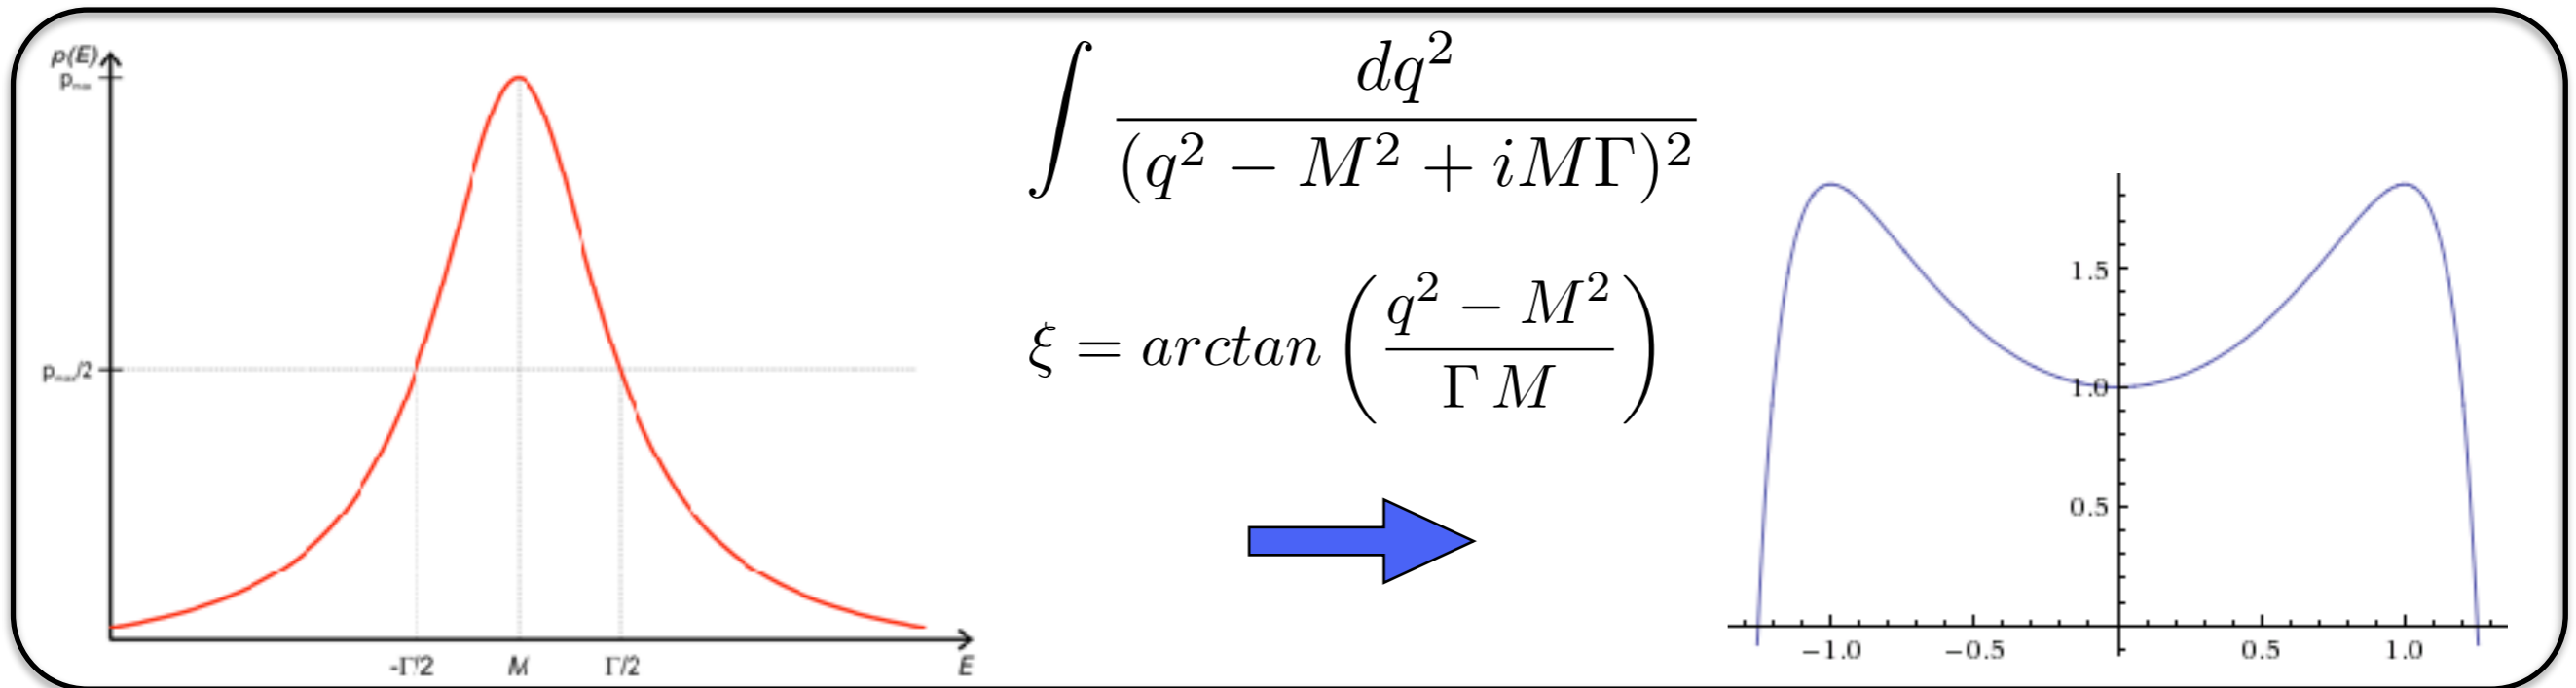 p(E)
p_max
p_max/2
-Γ/2 M Γ/2 E
∫ dq² / (q² − M² + iMΓ)²
ξ = arctan ( (q² − M²) / (Γ M) )
1.5
1.0
0.5
−1.0 −0.5 0.5 1.0